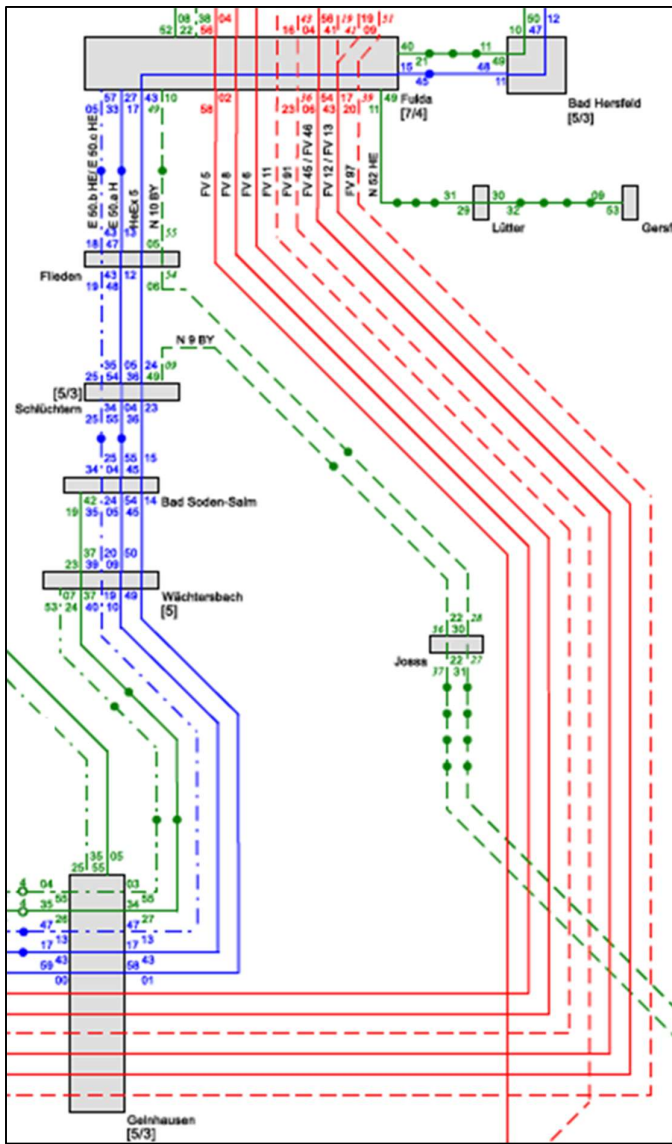 08 38 04 43 56 19 19 51
52 22 56 16 04 41 42 09
50 12
10 47
40 11
21 49
15 48
45 11
Fulda
[7/4]
Bad Hersfeld
[5/3]
57 27 43 10
05 33 17 49
02
58
36 54 17 39
23 06 43 20
49
11
E 50.b HE/ E 50.c HE
E 50.a H
HeEx 5
N 10 BY
FV 5
FV 8
FV 6
FV 11
FV 91
FV 45 / FV 46
FV 12 / FV 13
FV 97
N 52 HE
31 30 09
29 32 53
Lütter
Gersf
43 13 55
18 47 05
Flieden
43 12 54
19 48 06
N 9 BY
35 05 24 09
25 54 36 49
[5/3]
Schlüchtern
34 04 23
25 55 36
25 55 15
34 04 45
Bad Soden-Salm
42 24 54 14
19 35 05 45
37 20 50
23 39 09
Wächtersbach
[5]
07 37 19 49
53 24 40 10
22 28
36 30
Jossa
22 27
37 31
35 05
25 55
4 04 03
55 55
4 35 34
26 27
47 47
13 13
17 17
43 43
59 58
00 01
Gelnhausen
[5/3]